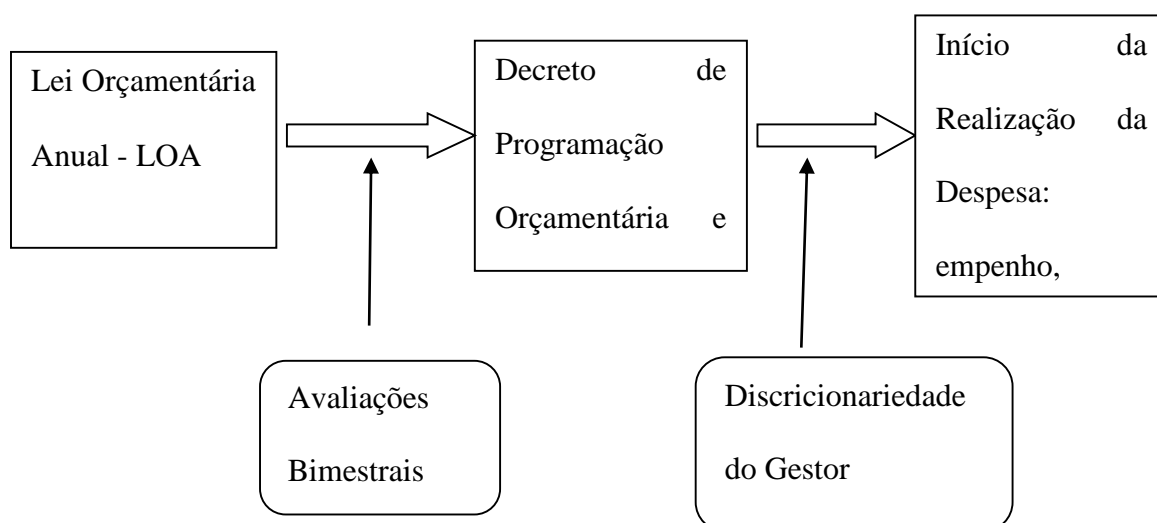 Lei Orçamentária
Anual - LOA
Decreto de
Programação
Orçamentária e
Início da
Realização da
Despesa:
empenho,
Avaliações
Bimestrais
Discricionariedade
do Gestor